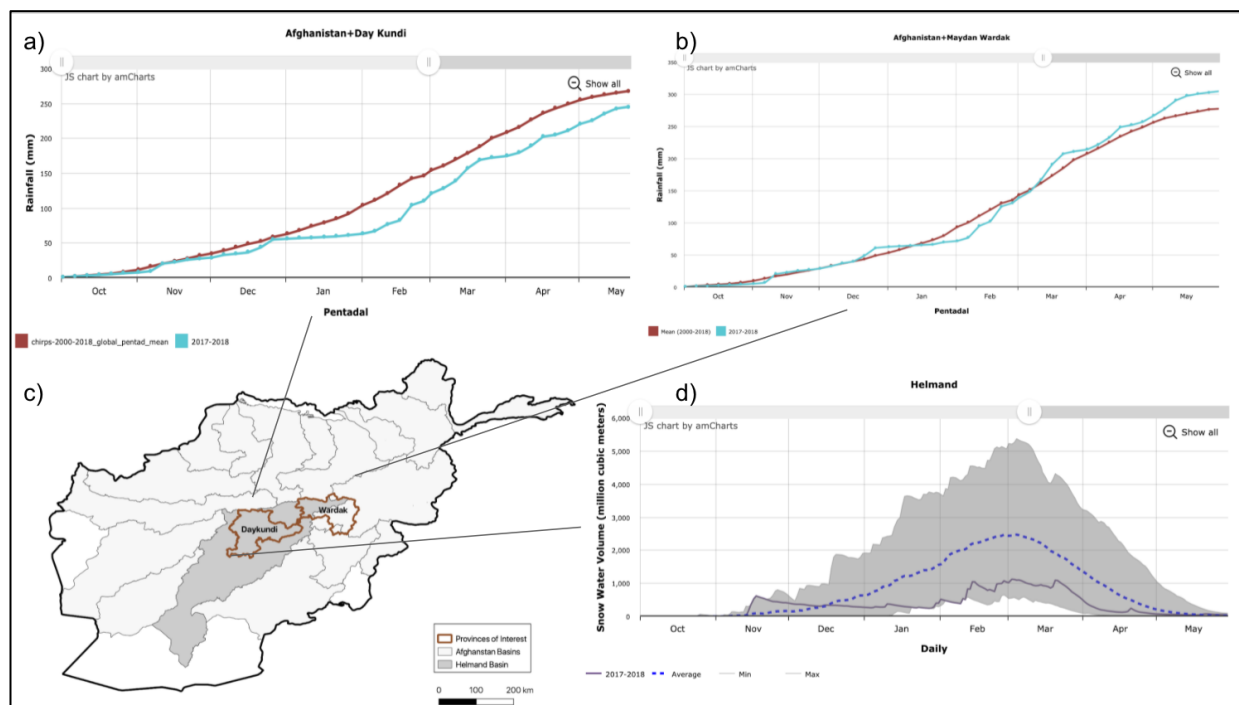 a)
Afghanistan+Day Kundi
JS chart by amCharts
Show all
Rainfall (mm)
300
250
200
150
100
50
0
Oct
Nov
Dec
Jan
Feb
Mar
Apr
May
Pentadal
chirps-2000-2018_global_pentad_mean
2017-2018
b)
Afghanistan+Maydan Wardak
JS chart by amCharts
Show all
Rainfall (mm)
350
300
250
200
150
100
50
0
Oct
Nov
Dec
Jan
Feb
Mar
Apr
May
Pentadal
Mean (2000-2018)
2017-2018
c)
Daykundi
Wardak
Provinces of Interest
Afghanstan Basins
Helmand Basin
0 100 200 km
d)
Helmand
JS chart by amCharts
Show all
Snow Water Volume (million cubic meters)
6,000
5,000
4,000
3,000
2,000
1,000
0
Oct
Nov
Dec
Jan
Feb
Mar
Apr
May
Daily
2017-2018
Average
Min
Max